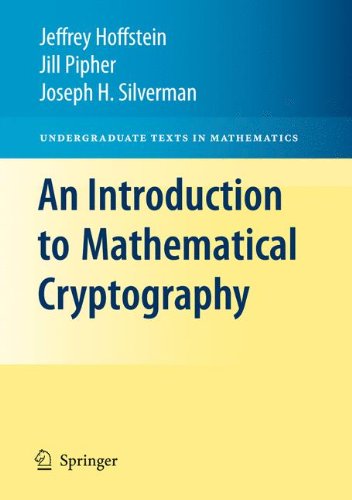 Jeffrey Hoffstein
Jill Pipher
Joseph H. Silverman
UNDERGRADUATE TEXTS IN MATHEMATICS
An Introduction
to Mathematical
Cryptography
Springer